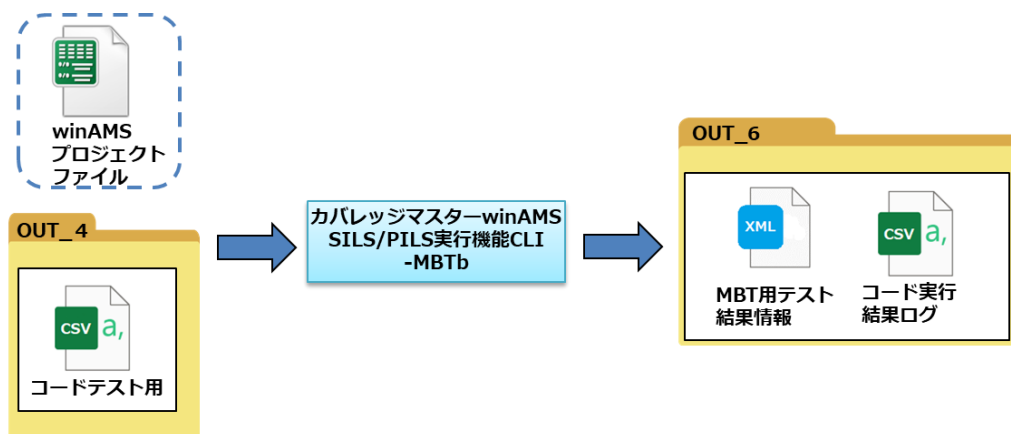 winAMS
プロジェクト
ファイル
OUT_4
CSV a,
コードテスト用
カバレッジマスターwinAMS
SILS/PILS実行機能CLI
-MBTb
OUT_6
XML
MBT用テスト
結果情報
CSV a,
コード実行
結果ログ